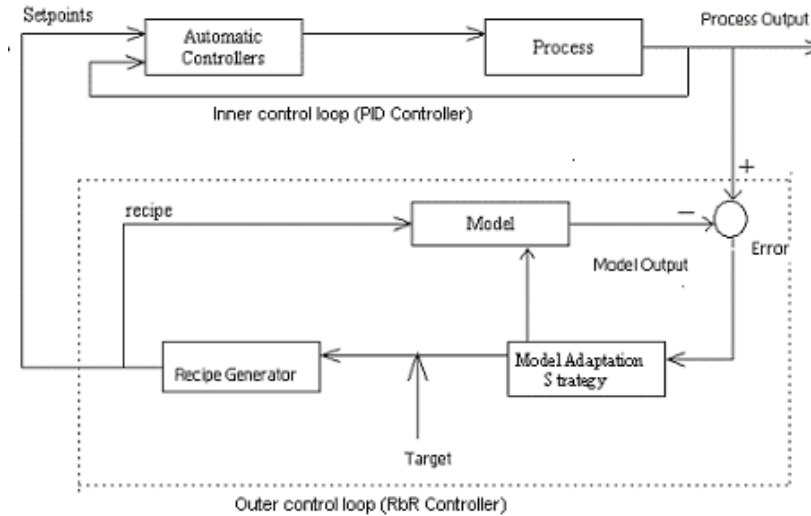 Setpoints
Process Output
Automatic
Controllers
Process
Inner control loop (PID Controller)
+
recipe
Model
−
Model Output
Error
Recipe Generator
Model Adaptation
Strategy
Target
Outer control loop (RbR Controller)